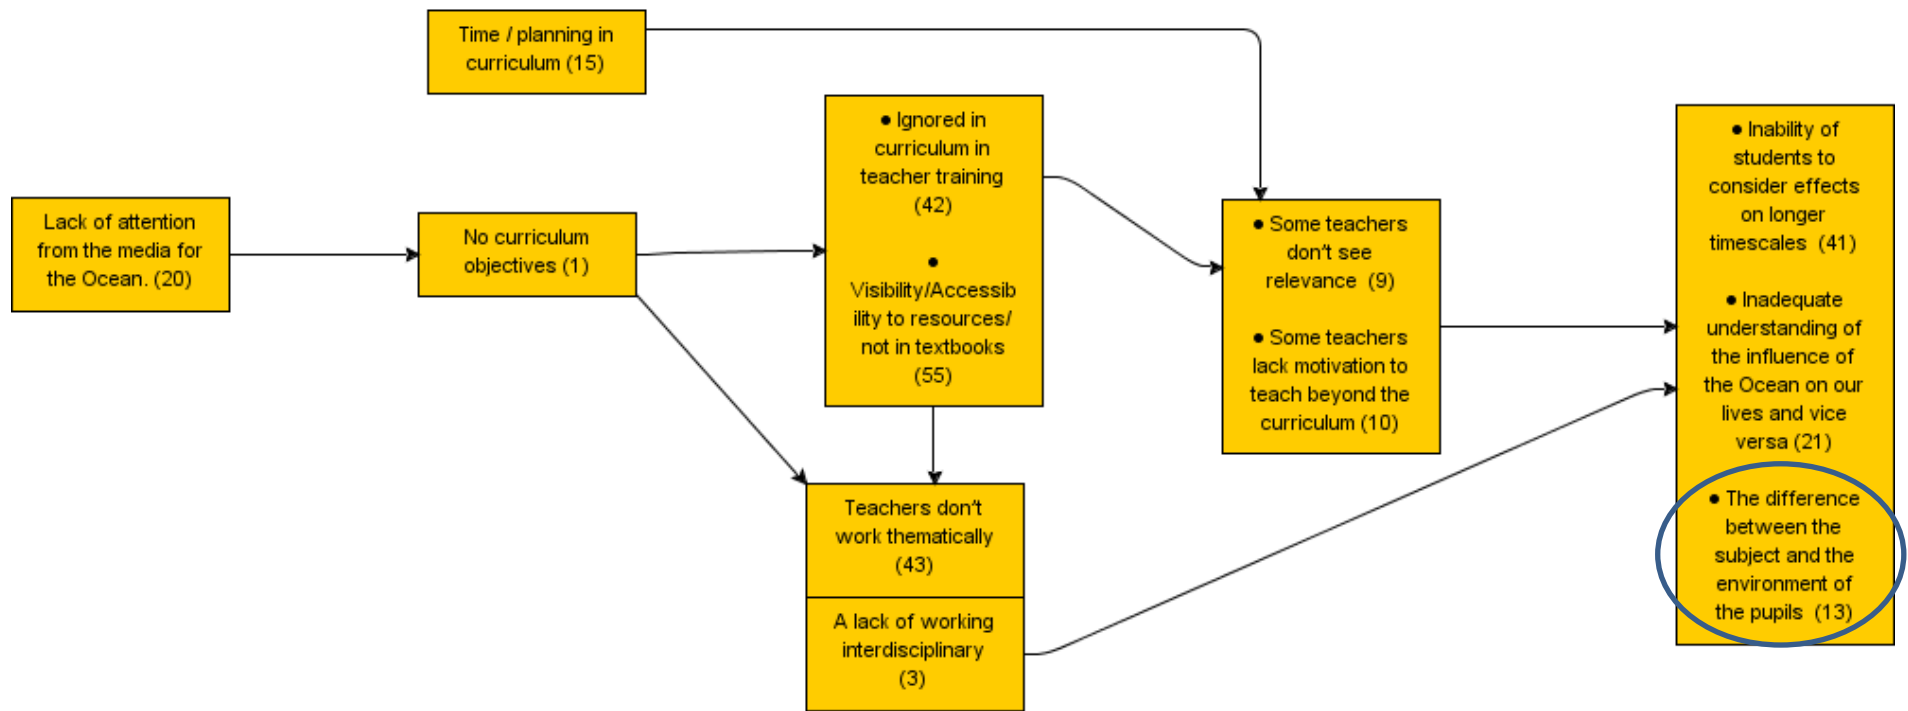 Time / planning in
curriculum (15)
Lack of attention
from the media for
the Ocean. (20)
No curriculum
objectives (1)
● Ignored in
curriculum in
teacher training
(42)
●
Visibility/Accessib
ility to resources/
not in textbooks
(55)
Teachers don't
work thematically
(43)
A lack of working
interdisciplinary
(3)
● Some teachers
don't see
relevance (9)
● Some teachers
lack motivation to
teach beyond the
curriculum (10)
● Inability of
students to
consider effects
on longer
timescales (41)
● Inadequate
understanding of
the influence of
the Ocean on our
lives and vice
versa (21)
● The difference
between the
subject and the
environment of
the pupils (13)